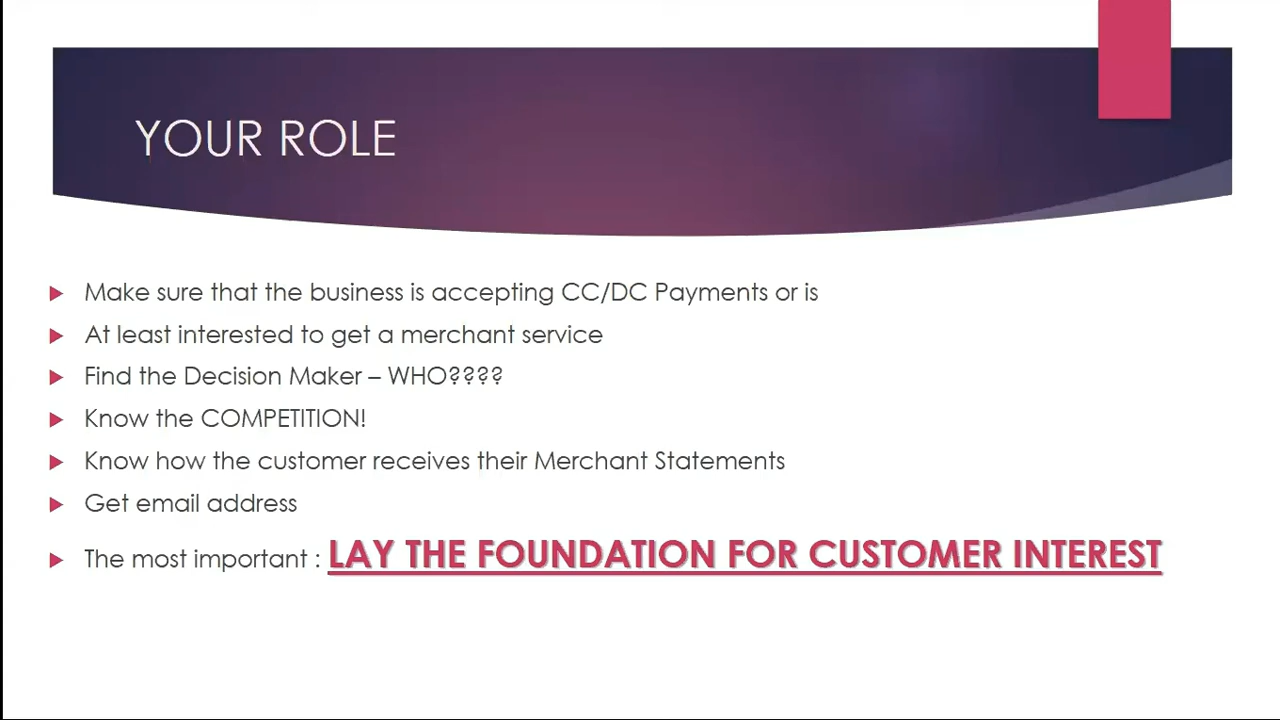 YOUR ROLE
Make sure that the business is accepting CC/DC Payments or is
At least interested to get a merchant service
Find the Decision Maker – WHO????
Know the COMPETITION!
Know how the customer receives their Merchant Statements
Get email address
The most important : LAY THE FOUNDATION FOR CUSTOMER INTEREST